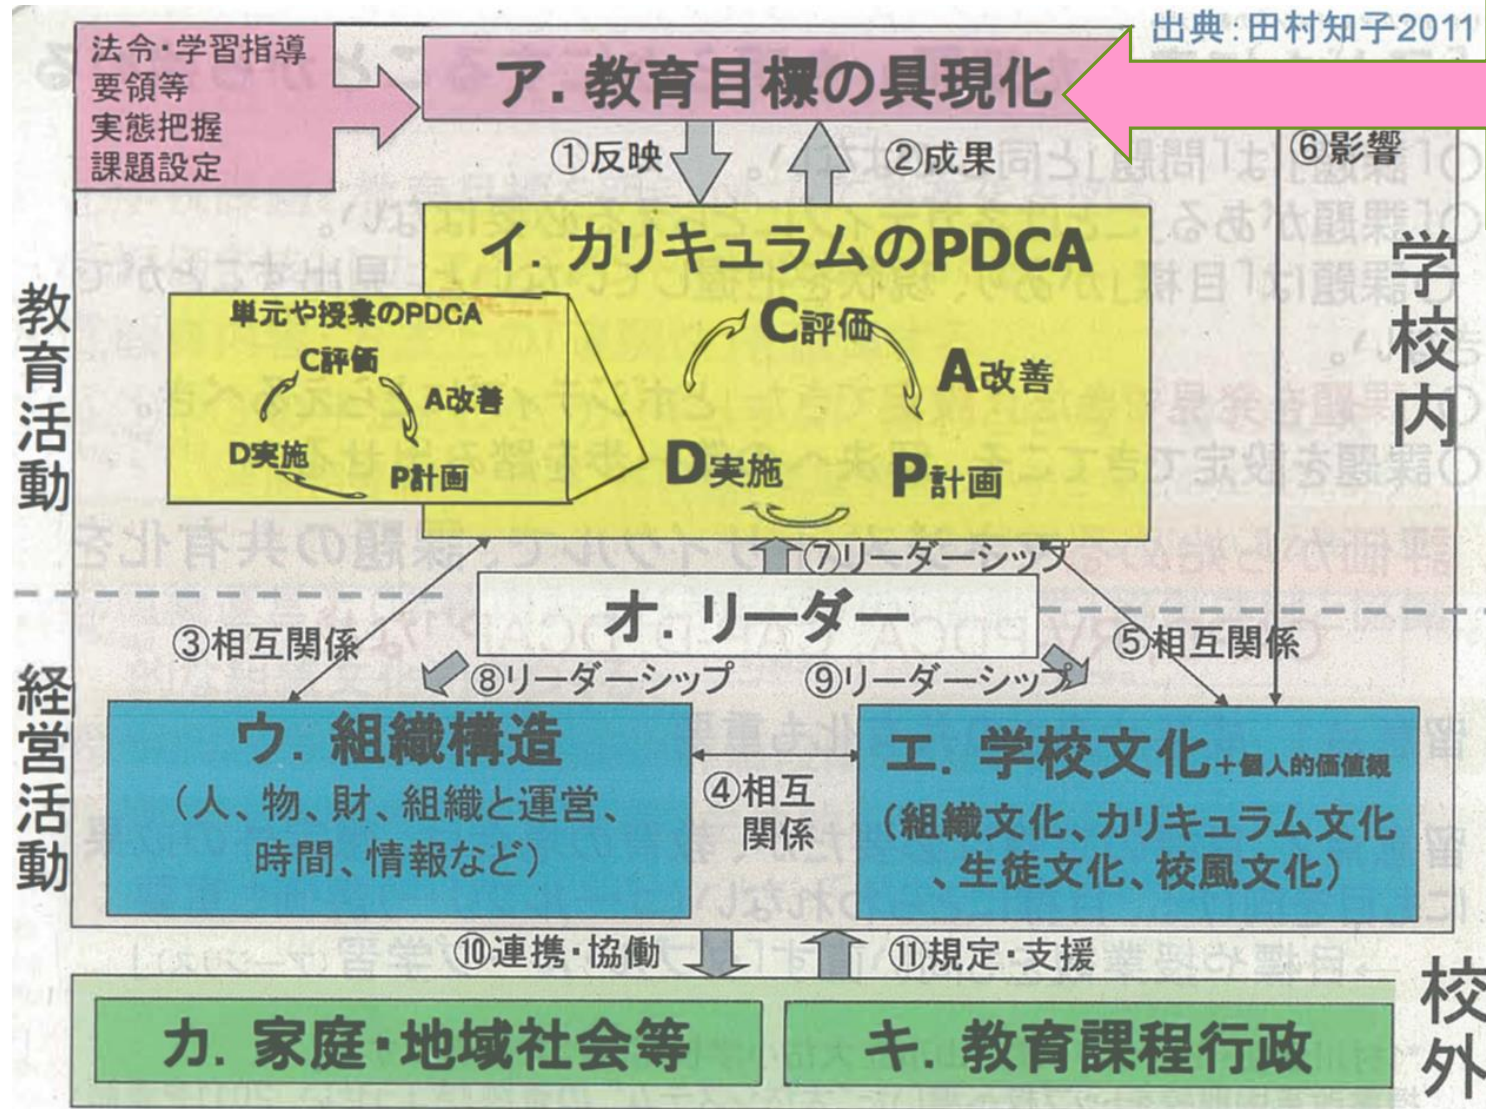 出典:田村知子2011
法令・学習指導
要領等
実態把握
課題設定
ア. 教育目標の具現化
①反映
②成果
⑥影響
イ. カリキュラムのPDCA
単元や授業のPDCA
C評価
A改善
D実施
P計画
C評価
A改善
D実施
P計画
教育活動
学校内
⑦リーダーシップ
オ. リーダー
③相互関係
⑤相互関係
⑧リーダーシップ
⑨リーダーシップ
経営活動
ウ. 組織構造
(人、物、財、組織と運営、
時間、情報など)
④相互
関係
エ. 学校文化+個人的価値観
(組織文化、カリキュラム文化
、生徒文化、校風文化)
⑩連携・協働
⑪規定・支援
カ. 家庭・地域社会等
キ. 教育課程行政
校外